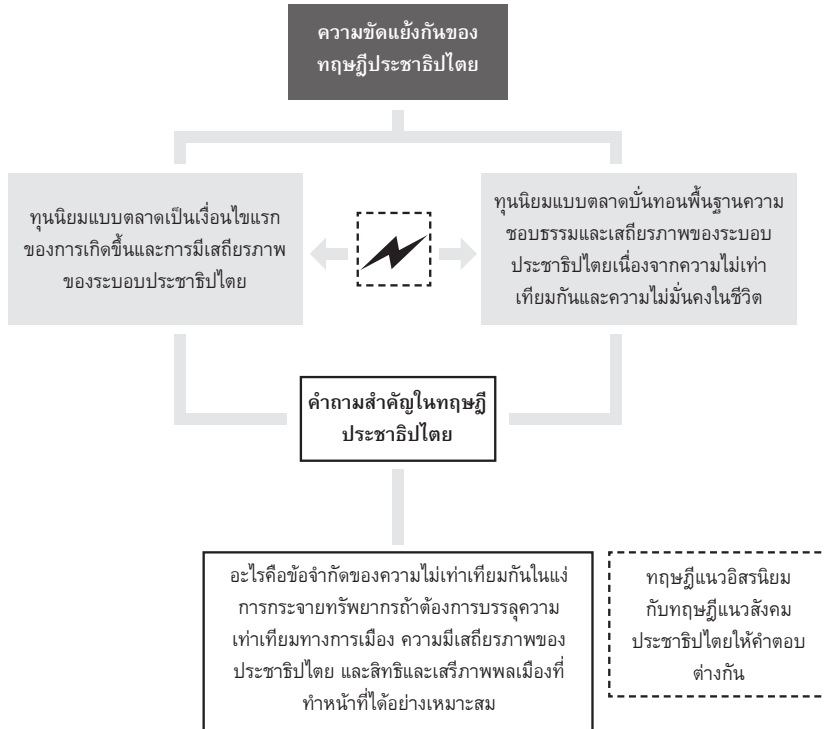 ความขัดแย้งกันของ
ทฤษฎีประชาธิปไตย
ทุนนิยมแบบตลาดเป็นเงื่อนไขแรก
ของการเกิดขึ้นและการมีเสถียรภาพ
ของระบอบประชาธิปไตย
ทุนนิยมแบบตลาดบั่นทอนพื้นฐานความ
ชอบธรรมและเสถียรภาพของระบอบ
ประชาธิปไตยเนื่องจากความไม่เท่า
เทียมกันและความไม่มั่นคงในชีวิต
คำถามสำคัญในทฤษฎี
ประชาธิปไตย
อะไรคือข้อจำกัดของความไม่เท่าเทียมกันในแง่
การกระจายทรัพยากรถ้าต้องการบรรลุความ
เท่าเทียมทางการเมือง ความมีเสถียรภาพของ
ประชาธิปไตย และสิทธิและเสรีภาพพลเมืองที่
ทำหน้าที่ได้อย่างเหมาะสม
ทฤษฎีแนวอิสรนิยม
กับทฤษฎีแนวสังคม
ประชาธิปไตยให้คำตอบ
ต่างกัน